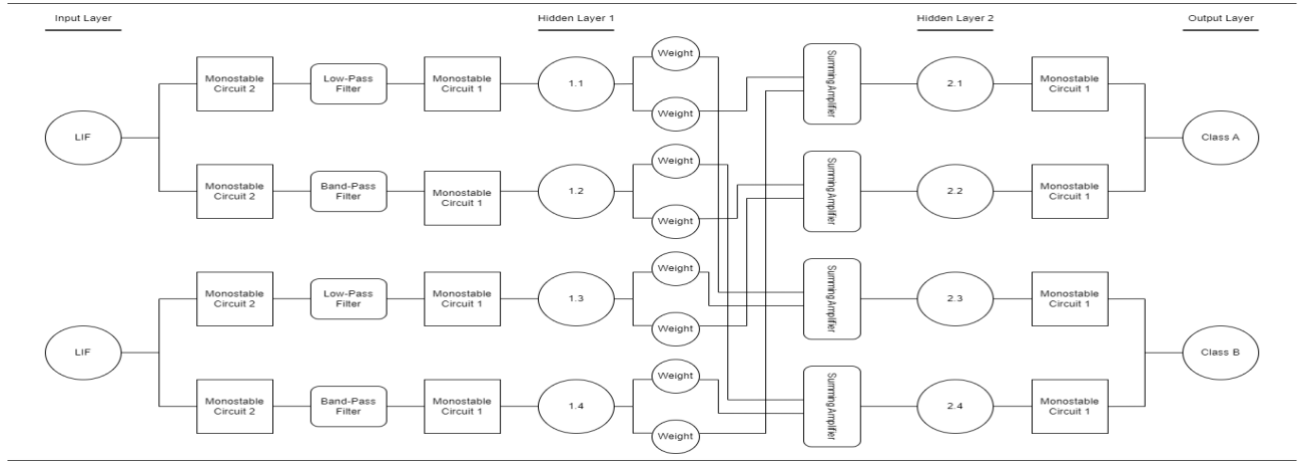 Input Layer
Hidden Layer 1
Hidden Layer 2
Output Layer
LIF
Monostable
Circuit 2
Low-Pass
Filter
Monostable
Circuit 1
1.1
Weight
Weight
Summing Amplifier
2.1
Monostable
Circuit 1
Class A
Monostable
Circuit 2
Band-Pass
Filter
Monostable
Circuit 1
1.2
Weight
Weight
Summing Amplifier
2.2
Monostable
Circuit 1
LIF
Monostable
Circuit 2
Low-Pass
Filter
Monostable
Circuit 1
1.3
Weight
Weight
Summing Amplifier
2.3
Monostable
Circuit 1
Class B
Monostable
Circuit 2
Band-Pass
Filter
Monostable
Circuit 1
1.4
Weight
Weight
Summing Amplifier
2.4
Monostable
Circuit 1